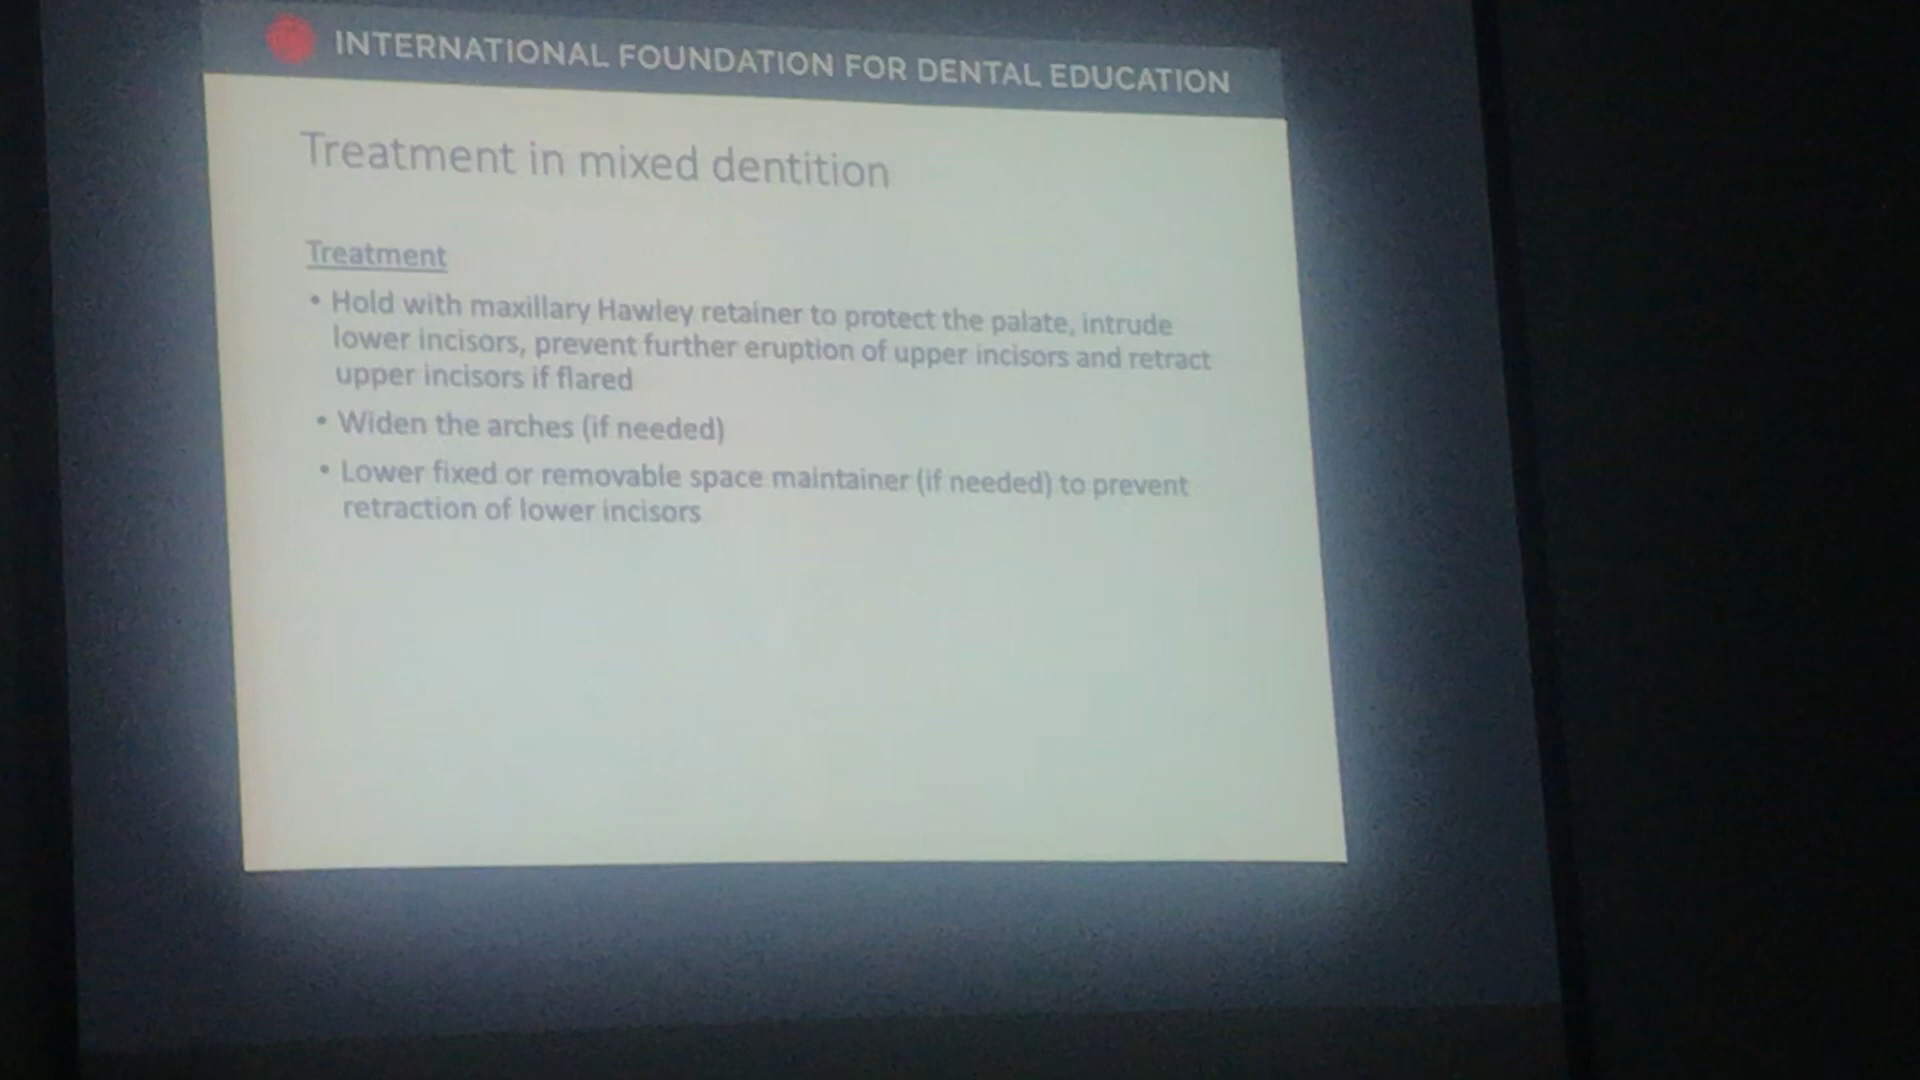 INTERNATIONAL FOUNDATION FOR DENTAL EDUCATION
Treatment in mixed dentition
Treatment
• Hold with maxillary Hawley retainer to protect the palate, intrude
lower incisors, prevent further eruption of upper incisors and retract
upper incisors if flared
• Widen the arches (if needed)
• Lower fixed or removable space maintainer (if needed) to prevent
retraction of lower incisors